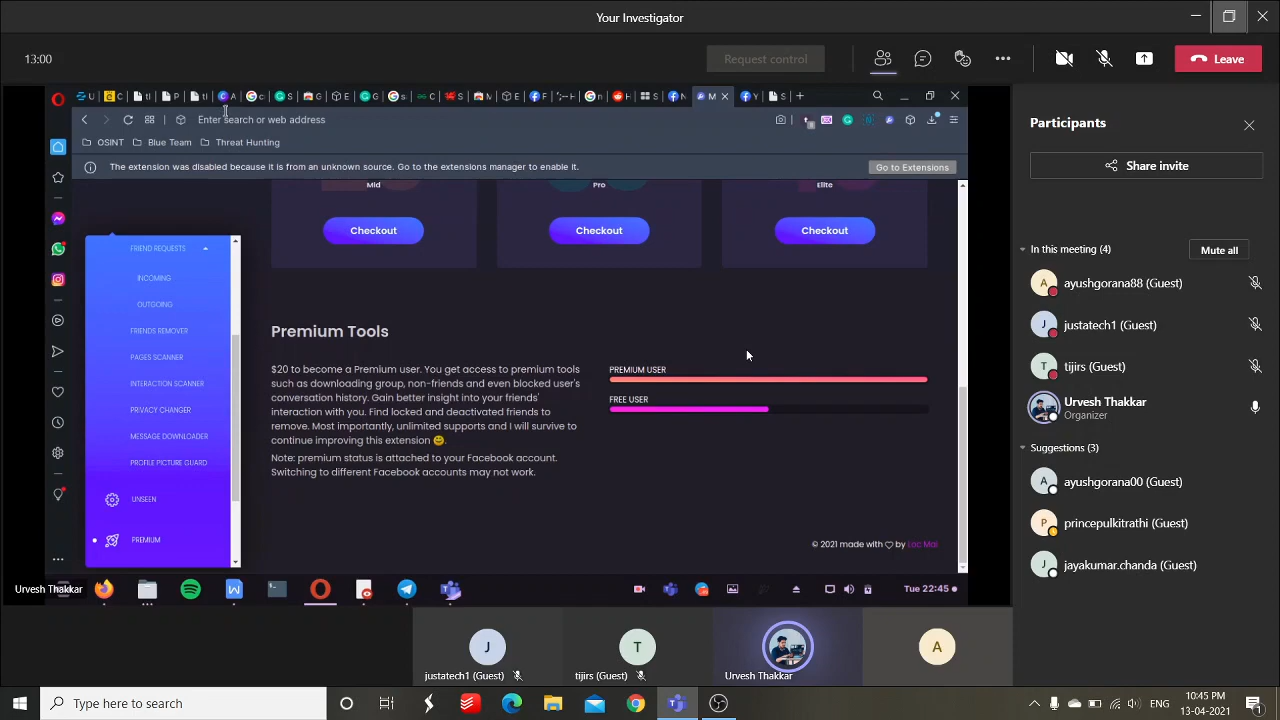 Your Investigator
13:00
Request control
Leave
Enter search or web address
OSINT
Blue Team
Threat Hunting
The extension was disabled because it is from an unknown source. Go to the extensions manager to enable it.
Go to Extensions
Mid
Pro
Elite
Checkout
Checkout
Checkout
FRIEND REQUESTS
INCOMING
OUTGOING
FRIENDS REMOVER
PAGES SCANNER
INTERACTION SCANNER
PRIVACY CHANGER
MESSAGE DOWNLOADER
PROFILE PICTURE GUARD
UNSEEN
PREMIUM
Premium Tools
$20 to become a Premium user. You get access to premium tools
such as downloading group, non-friends and even blocked user's
conversation history. Gain better insight into your friends'
interaction with you. Find locked and deactivated friends to
remove. Most importantly, unlimited supports and I will survive to
continue improving this extension 😀.
Note: premium status is attached to your Facebook account.
Switching to different Facebook accounts may not work.
PREMIUM USER
FREE USER
© 2021 made with ♡ by Loc Mai
Urvesh Thakkar
Tue 22:45
Participants
Share invite
In this meeting (4)
Mute all
A
ayushgorana88 (Guest)
J
justatech1 (Guest)
T
tijirs (Guest)
Urvesh Thakkar
Organizer
Suggestions (3)
A
ayushgorana00 (Guest)
P
princepulkitrathi (Guest)
J
jayakumar.chanda (Guest)
J
justatech1 (Guest)
T
tijirs (Guest)
Urvesh Thakkar
A
Type here to search
10:45 PM
13-04-2021